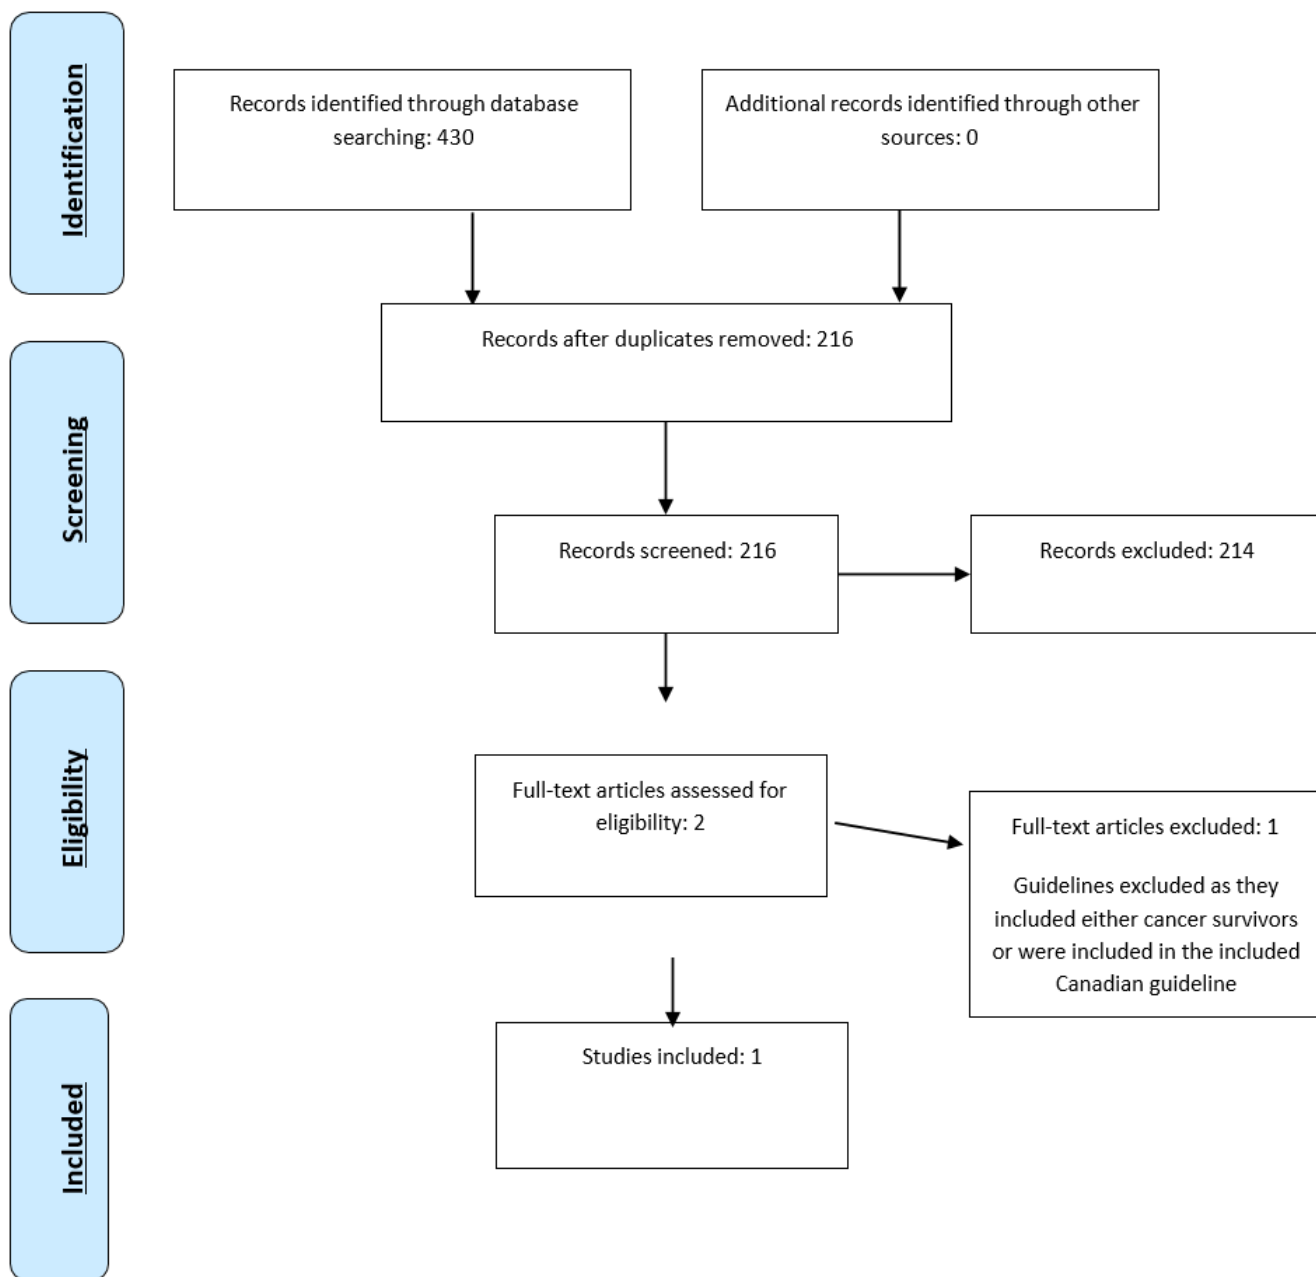 Identification
Records identified through database
searching: 430
Additional records identified through other
sources: 0
Records after duplicates removed: 216
Screening
Records screened: 216
Records excluded: 214
Eligibility
Full-text articles assessed for
eligibility: 2
Full-text articles excluded: 1
Guidelines excluded as they
included either cancer survivors
or were included in the included
Canadian guideline
Included
Studies included: 1